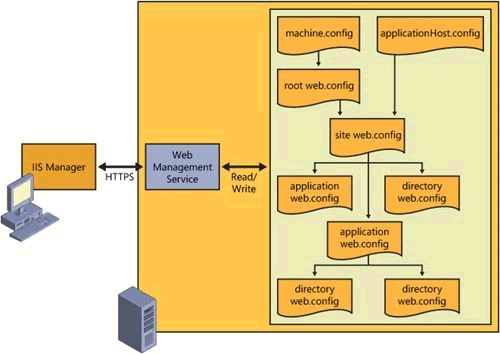 machine.config
applicationHost.config
root web.config
site web.config
IIS Manager
HTTPS
Web
Management
Service
Read/
Write
application
web.config
directory
web.config
application
web.config
directory
web.config
directory
web.config